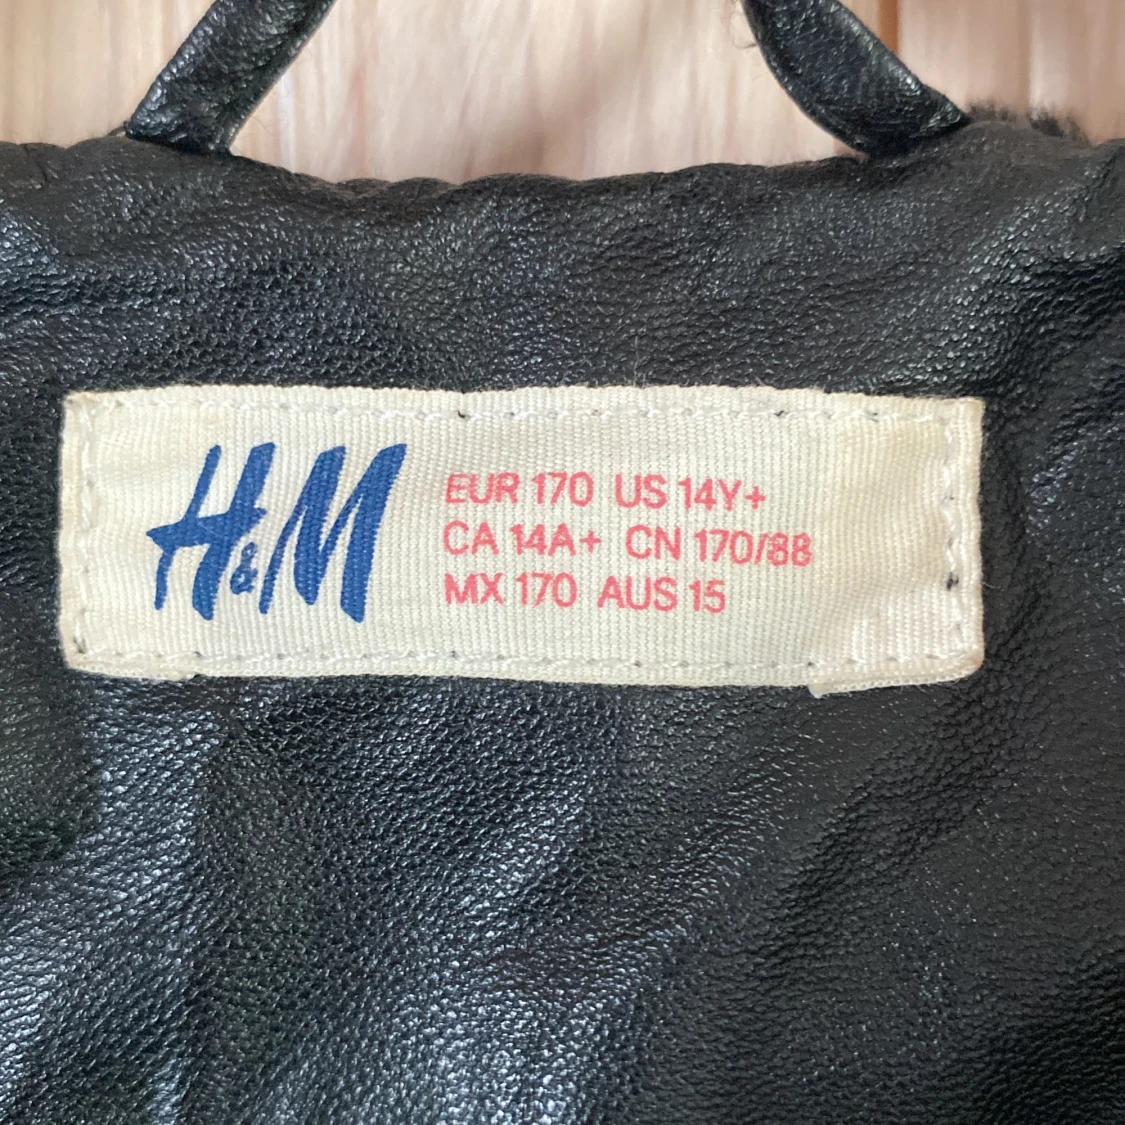 H&M
EUR 170 US 14Y+
CA 14A+ CN 170/88
MX 170 AUS 15